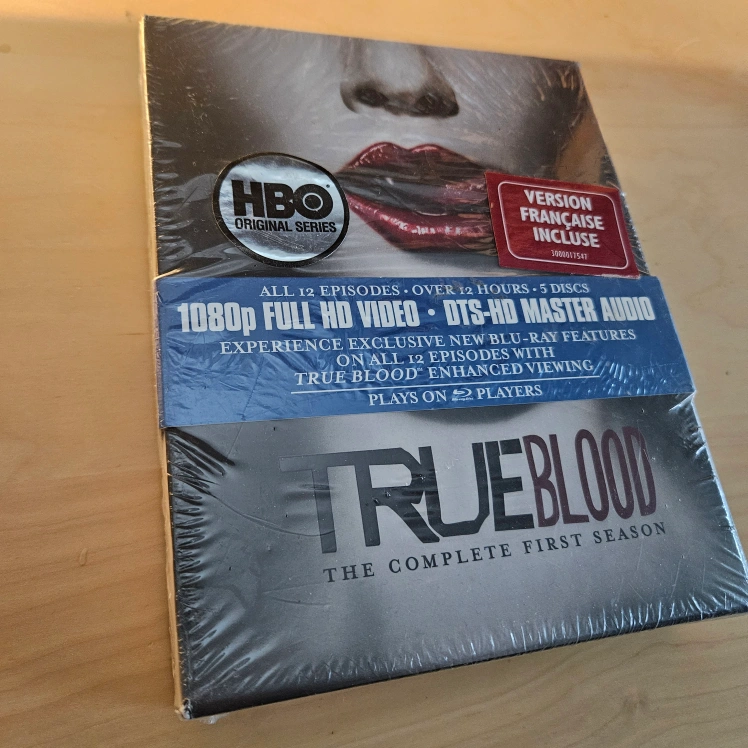 HBO
ORIGINAL SERIES
VERSION
FRANÇAISE
INCLUSE
3000017547
ALL 12 EPISODES • OVER 12 HOURS • 5 DISCS
1080p FULL HD VIDEO • DTS-HD MASTER AUDIO
EXPERIENCE EXCLUSIVE NEW BLU-RAY FEATURES
ON ALL 12 EPISODES WITH
TRUE BLOOD™ ENHANCED VIEWING
PLAYS ON PLAYERS
TRUE BLOOD
THE COMPLETE FIRST SEASON